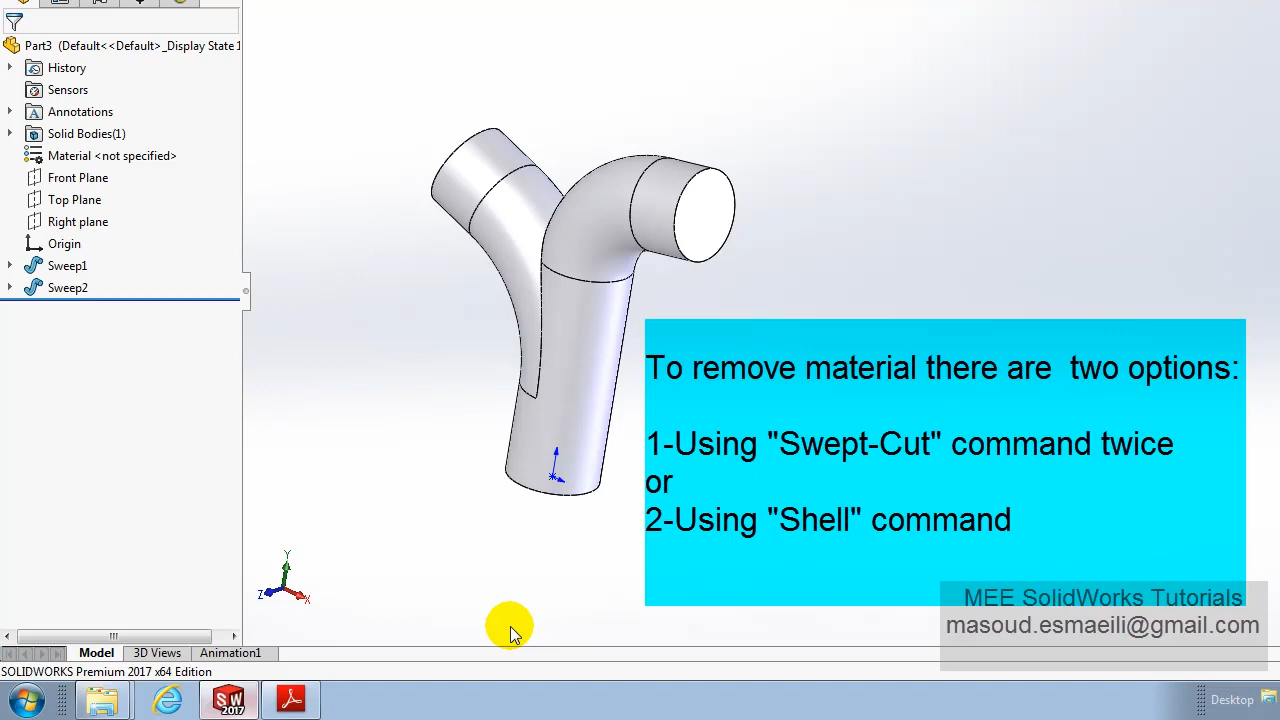 Part3 (Default<<Default>_Display State 1
History
Sensors
A Annotations
Solid Bodies(1)
Material <not specified>
Front Plane
Top Plane
Right plane
Origin
Sweep1
Sweep2
To remove material there are two options:
1-Using "Swept-Cut" command twice
or
2-Using "Shell" command
Y
Z
X
MEE SolidWorks Tutorials
masoud.esmaeili@gmail.com
Model 3D Views Animation1
SOLIDWORKS Premium 2017 x64 Edition
SW
2017
Desktop